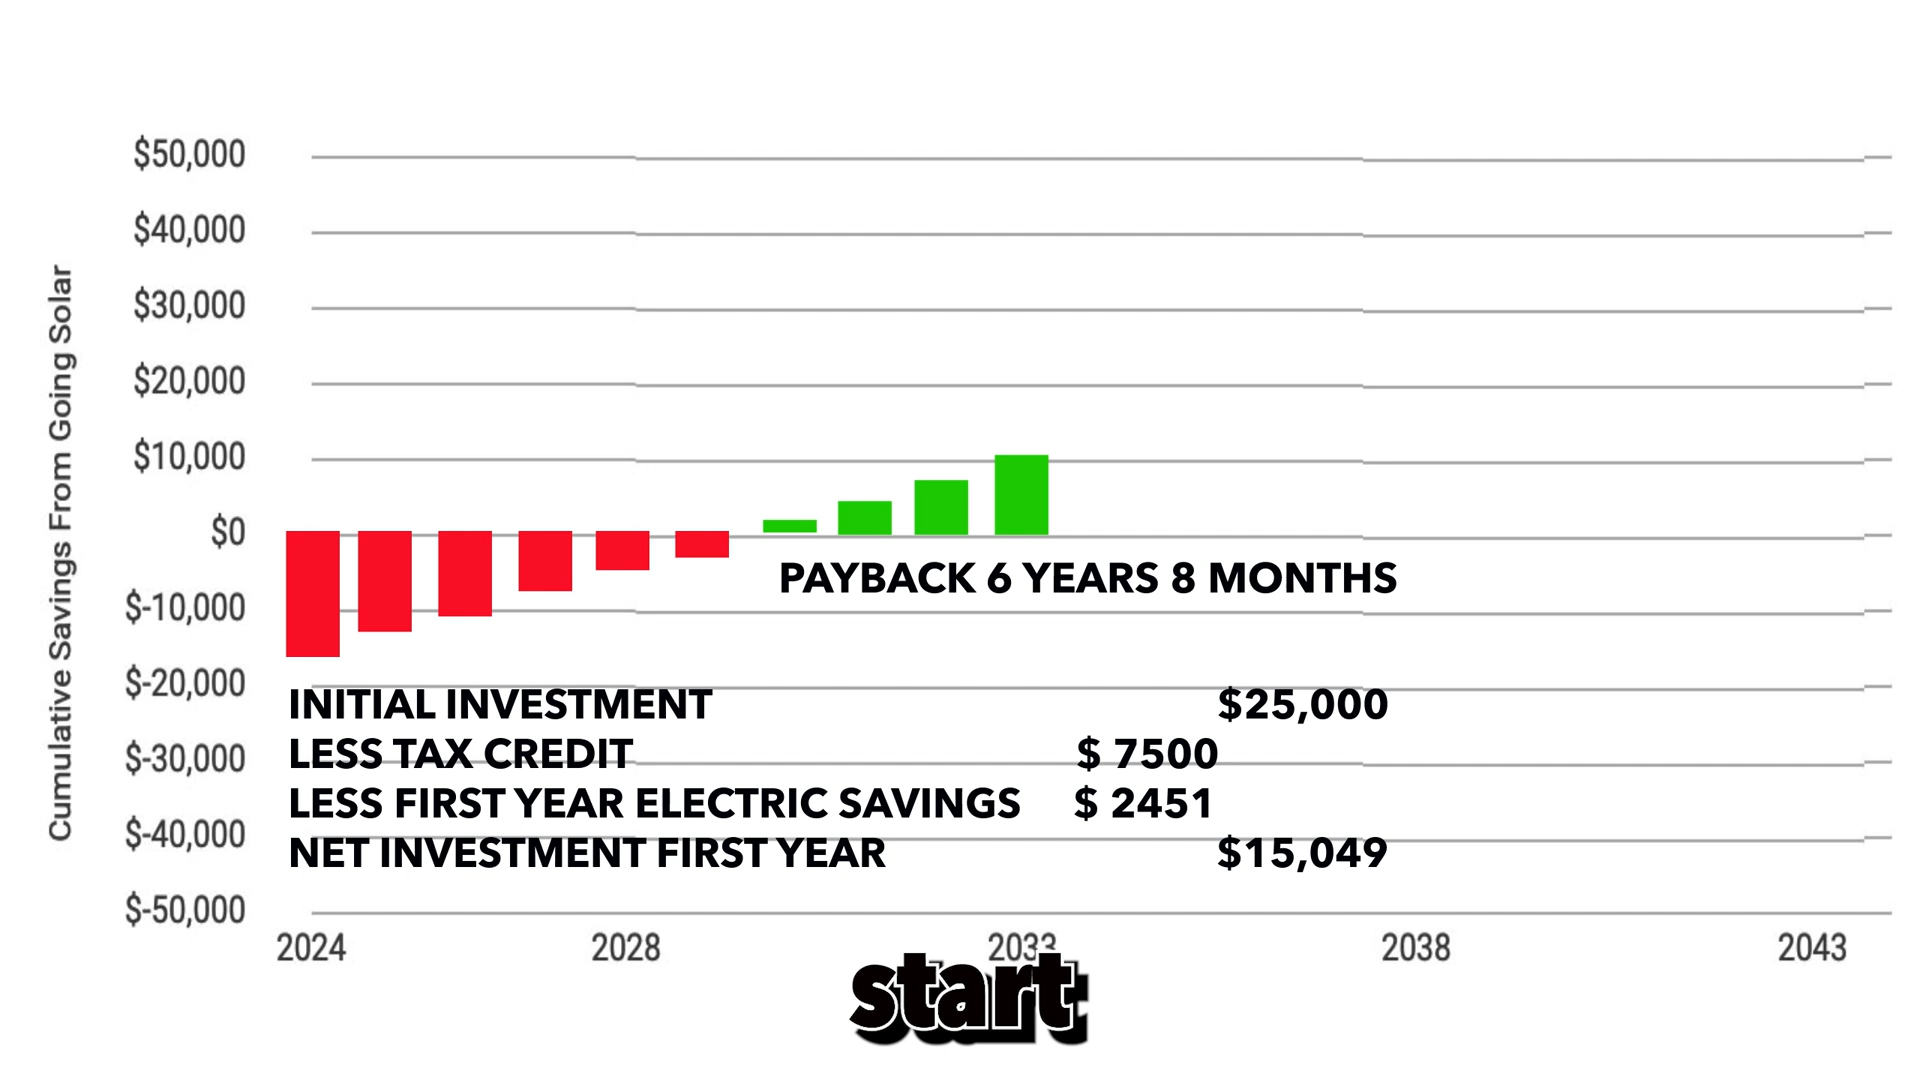 $50,000
$40,000
$30,000
$20,000
$10,000
$0
$-10,000
$-20,000
$-30,000
$-40,000
$-50,000
Cumulative Savings From Going Solar
PAYBACK 6 YEARS 8 MONTHS
INITIAL INVESTMENT $25,000
LESS TAX CREDIT $ 7500
LESS FIRST YEAR ELECTRIC SAVINGS $ 2451
NET INVESTMENT FIRST YEAR $15,049
2024 2028 2033 2038 2043
start